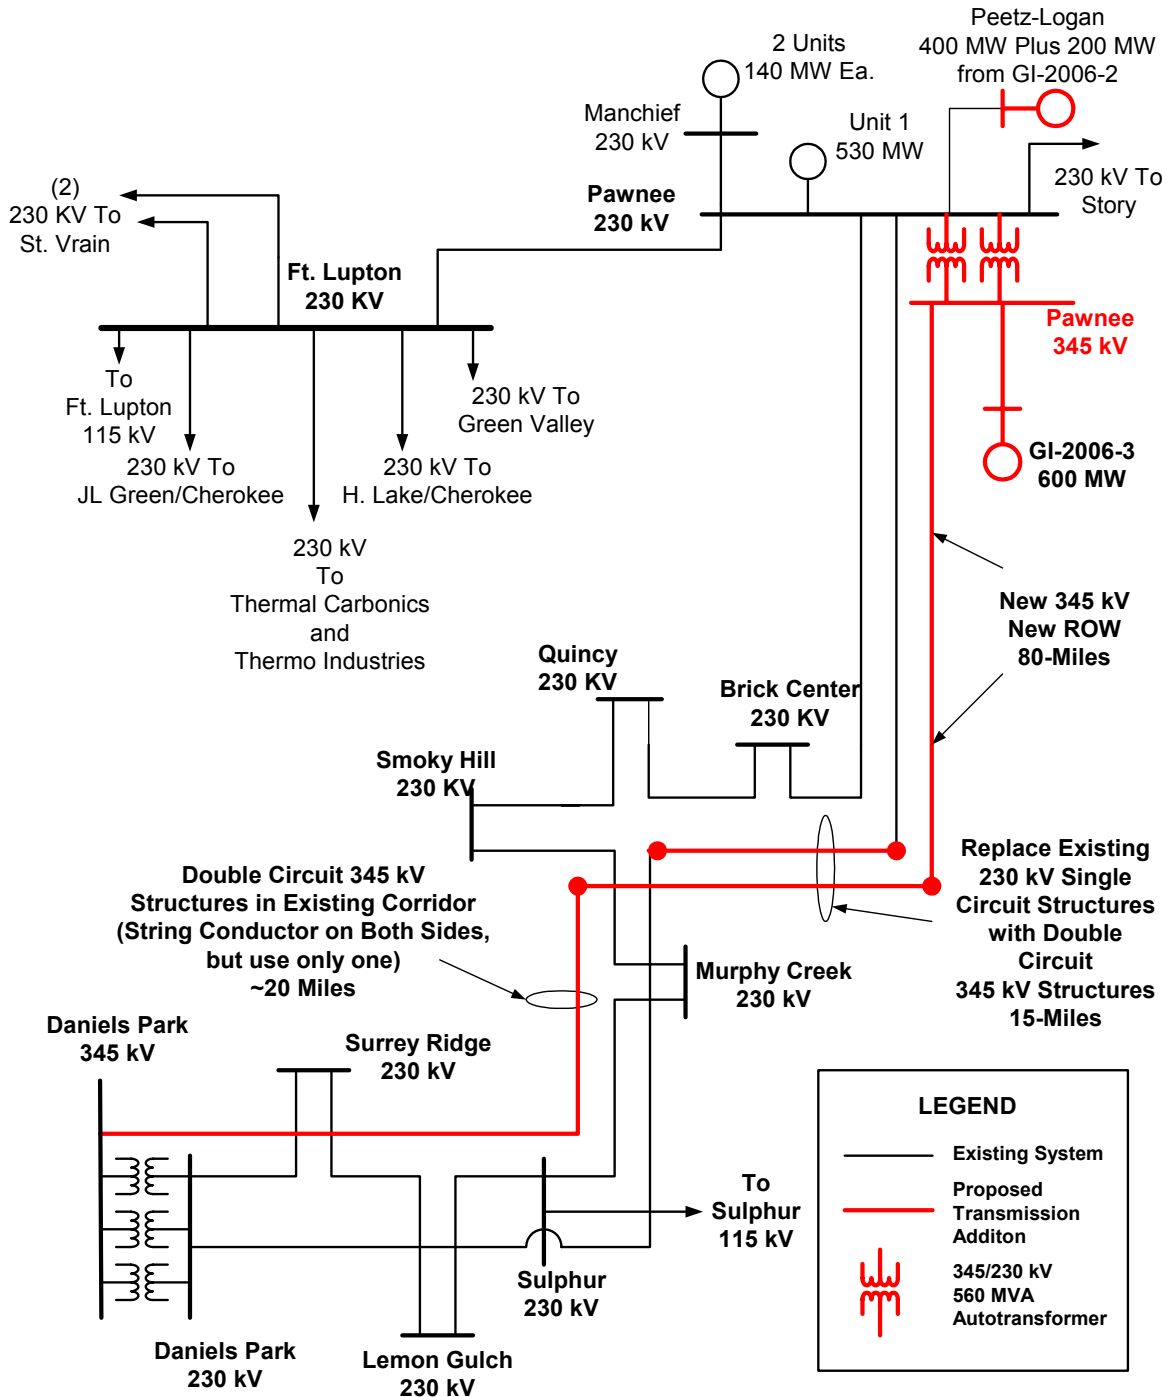 Peetz-Logan
400 MW Plus 200 MW
from GI-2006-2
2 Units
140 MW Ea.
Manchief
230 kV
Unit 1
530 MW
230 kV To
Story
(2)
230 KV To
St. Vrain
Pawnee
230 kV
Ft. Lupton
230 KV
Pawnee
345 kV
To
Ft. Lupton
115 kV
230 kV To
Green Valley
230 kV To
JL Green/Cherokee
230 kV To
H. Lake/Cherokee
GI-2006-3
600 MW
230 kV
To
Thermal Carbonics
and
Thermo Industries
New 345 kV
New ROW
80-Miles
Quincy
230 KV
Brick Center
230 KV
Smoky Hill
230 KV
Double Circuit 345 kV
Structures in Existing Corridor
(String Conductor on Both Sides,
but use only one)
~20 Miles
Replace Existing
230 kV Single
Circuit Structures
with Double
Circuit
345 kV Structures
15-Miles
Murphy Creek
230 kV
Daniels Park
345 kV
Surrey Ridge
230 kV
To
Sulphur
115 kV
Sulphur
230 kV
Daniels Park
230 kV
Lemon Gulch
230 kV
LEGEND
Existing System
Proposed
Transmission
Additon
345/230 kV
560 MVA
Autotransformer